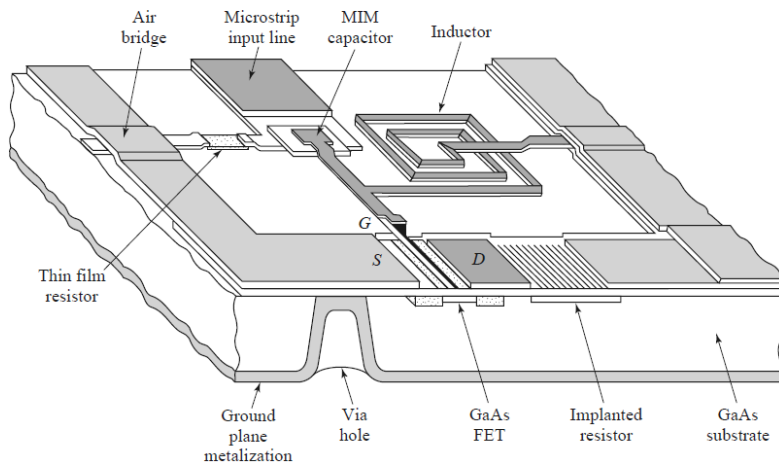 Air
bridge
Microstrip
input line
MIM
capacitor
Inductor
G
S
D
Thin film
resistor
Ground
plane
metalization
Via
hole
GaAs
FET
Implanted
resistor
GaAs
substrate